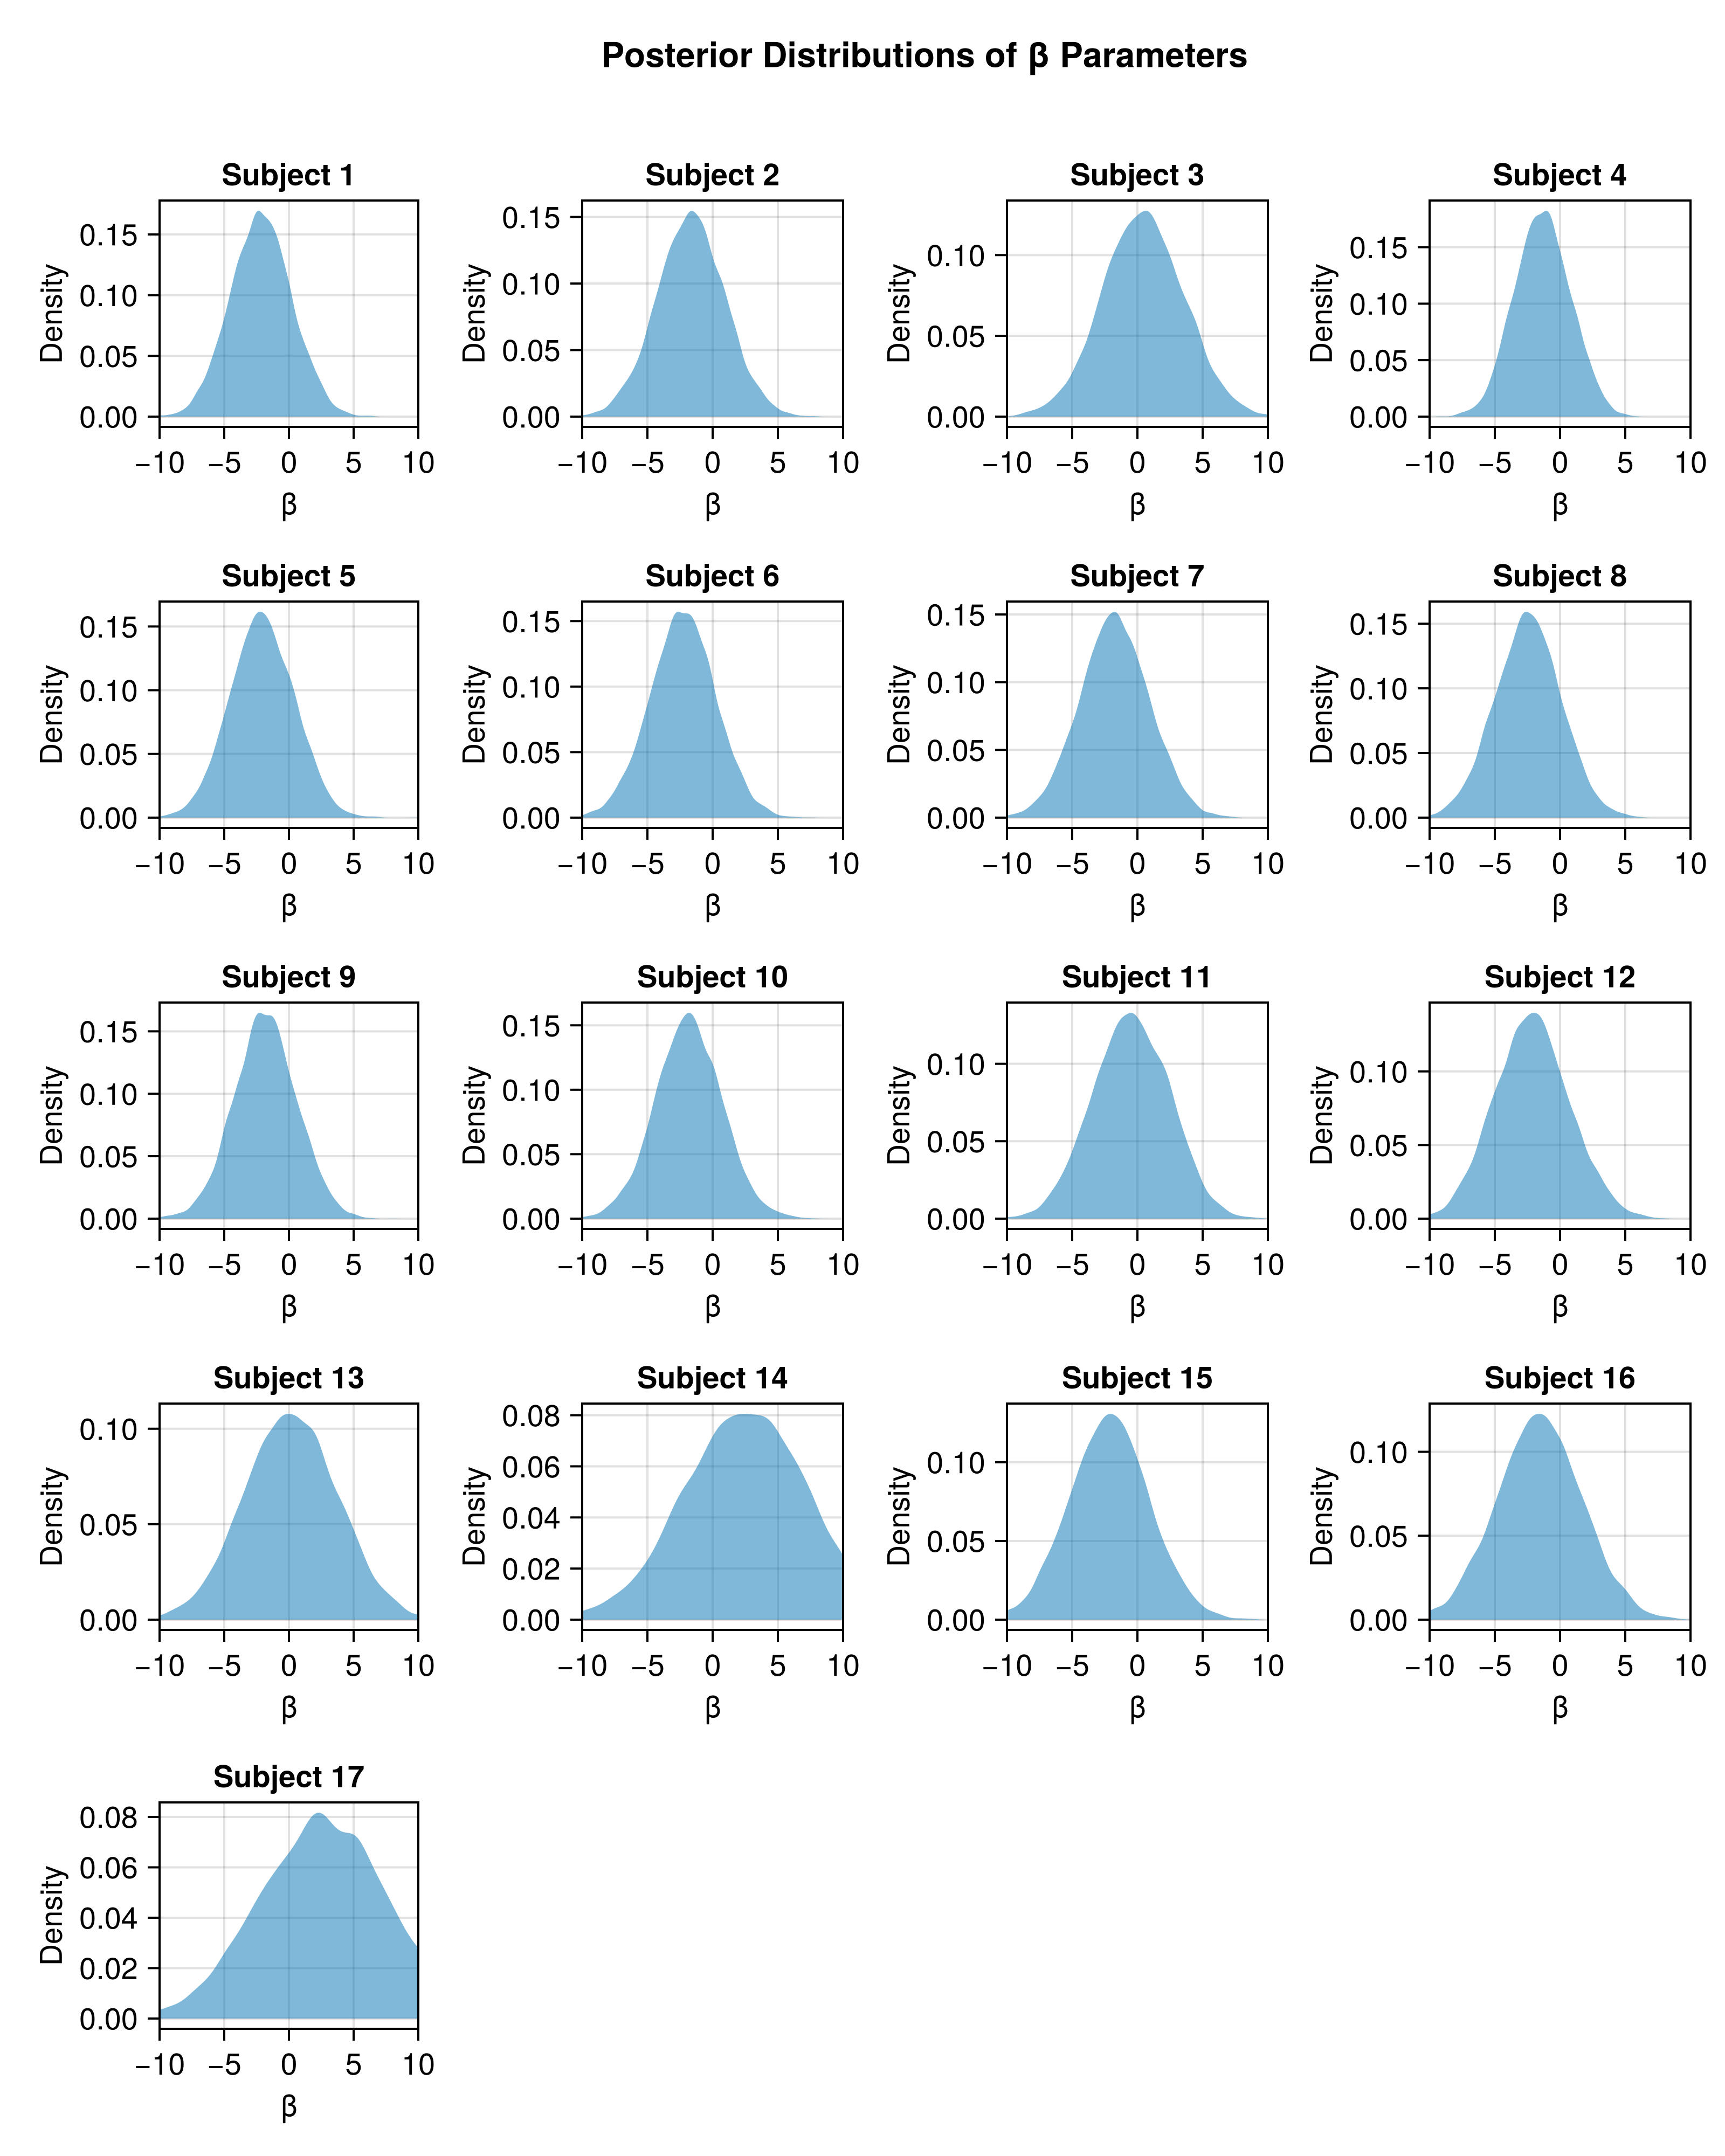 Posterior Distributions of β Parameters
Subject 1
Subject 2
Subject 3
Subject 4
Density
0.15
0.10
0.05
0.00
−10 −5 0 5 10
β
Density
0.15
0.10
0.05
0.00
−10 −5 0 5 10
β
Density
0.10
0.05
0.00
−10 −5 0 5 10
β
Density
0.15
0.10
0.05
0.00
−10 −5 0 5 10
β
Subject 5
Subject 6
Subject 7
Subject 8
Density
0.15
0.10
0.05
0.00
−10 −5 0 5 10
β
Density
0.15
0.10
0.05
0.00
−10 −5 0 5 10
β
Density
0.15
0.10
0.05
0.00
−10 −5 0 5 10
β
Density
0.15
0.10
0.05
0.00
−10 −5 0 5 10
β
Subject 9
Subject 10
Subject 11
Subject 12
Density
0.15
0.10
0.05
0.00
−10 −5 0 5 10
β
Density
0.15
0.10
0.05
0.00
−10 −5 0 5 10
β
Density
0.10
0.05
0.00
−10 −5 0 5 10
β
Density
0.10
0.05
0.00
−10 −5 0 5 10
β
Subject 13
Subject 14
Subject 15
Subject 16
Density
0.10
0.05
0.00
−10 −5 0 5 10
β
Density
0.08
0.06
0.04
0.02
0.00
−10 −5 0 5 10
β
Density
0.10
0.05
0.00
−10 −5 0 5 10
β
Density
0.10
0.05
0.00
−10 −5 0 5 10
β
Subject 17
Density
0.08
0.06
0.04
0.02
0.00
−10 −5 0 5 10
β